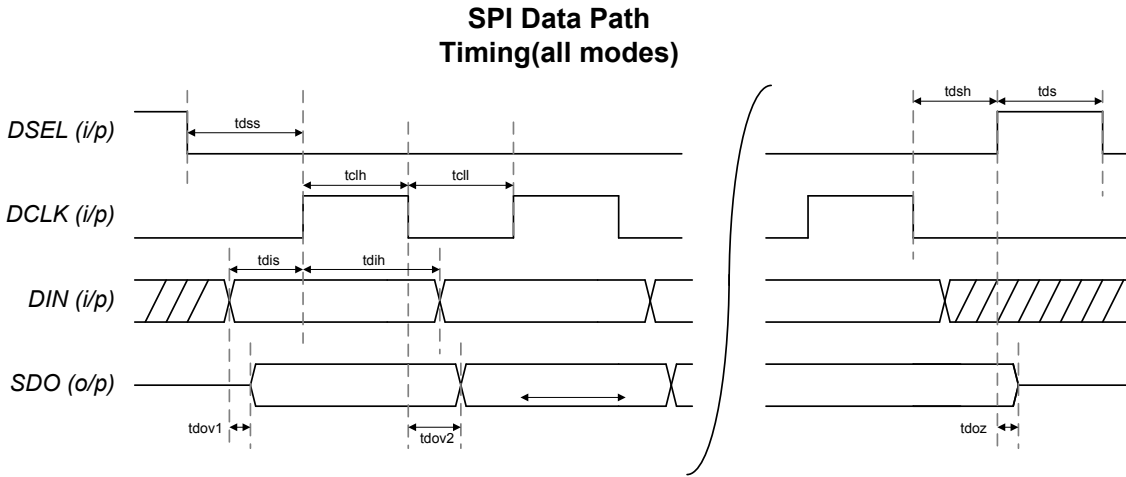 SPI Data Path
Timing(all modes)
tdsh tds
DSEL (i/p) tdss
tclh tcll
DCLK (i/p)
tdis tdih
DIN (i/p)
SDO (o/p)
tdov1 tdov2 tdoz